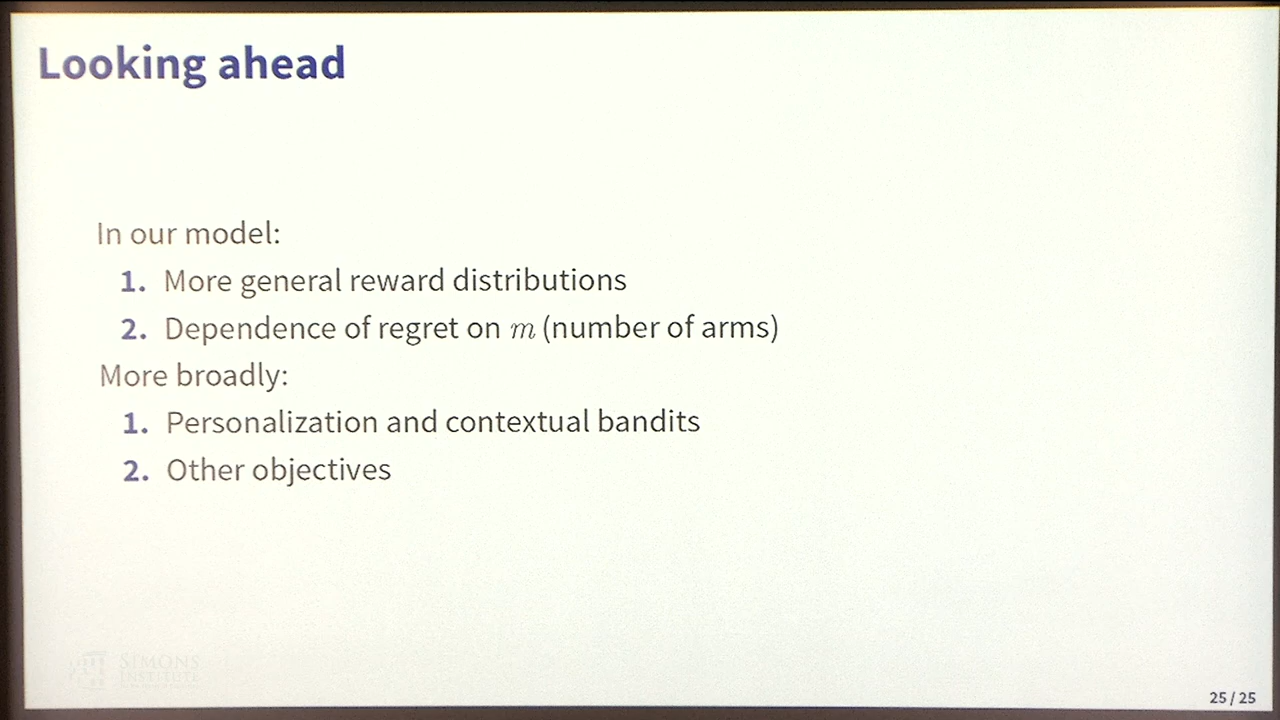 Looking ahead
In our model:
1. More general reward distributions
2. Dependence of regret on m (number of arms)
More broadly:
1. Personalization and contextual bandits
2. Other objectives
SIMONS
INSTITUTE
25 / 25